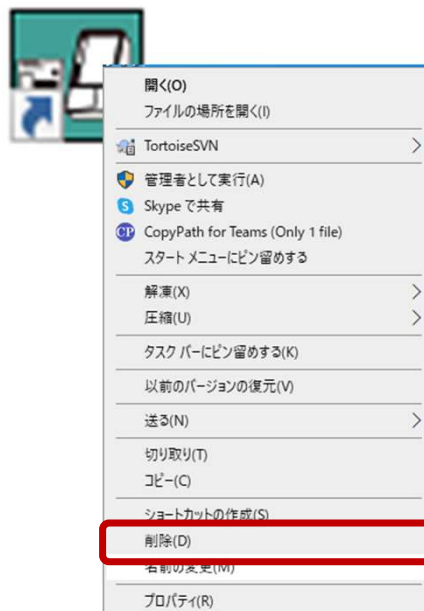 開く(O)
ファイルの場所を開く(I)
TortoiseSVN
管理者として実行(A)
Skype で共有
CP CopyPath for Teams (Only 1 file)
スタート メニューにピン留めする
解凍(X)
圧縮(U)
タスク バーにピン留めする(K)
以前のバージョンの復元(V)
送る(N)
切り取り(T)
コピー(C)
ショートカットの作成(S)
削除(D)
名前の変更(M)
プロパティ(R)